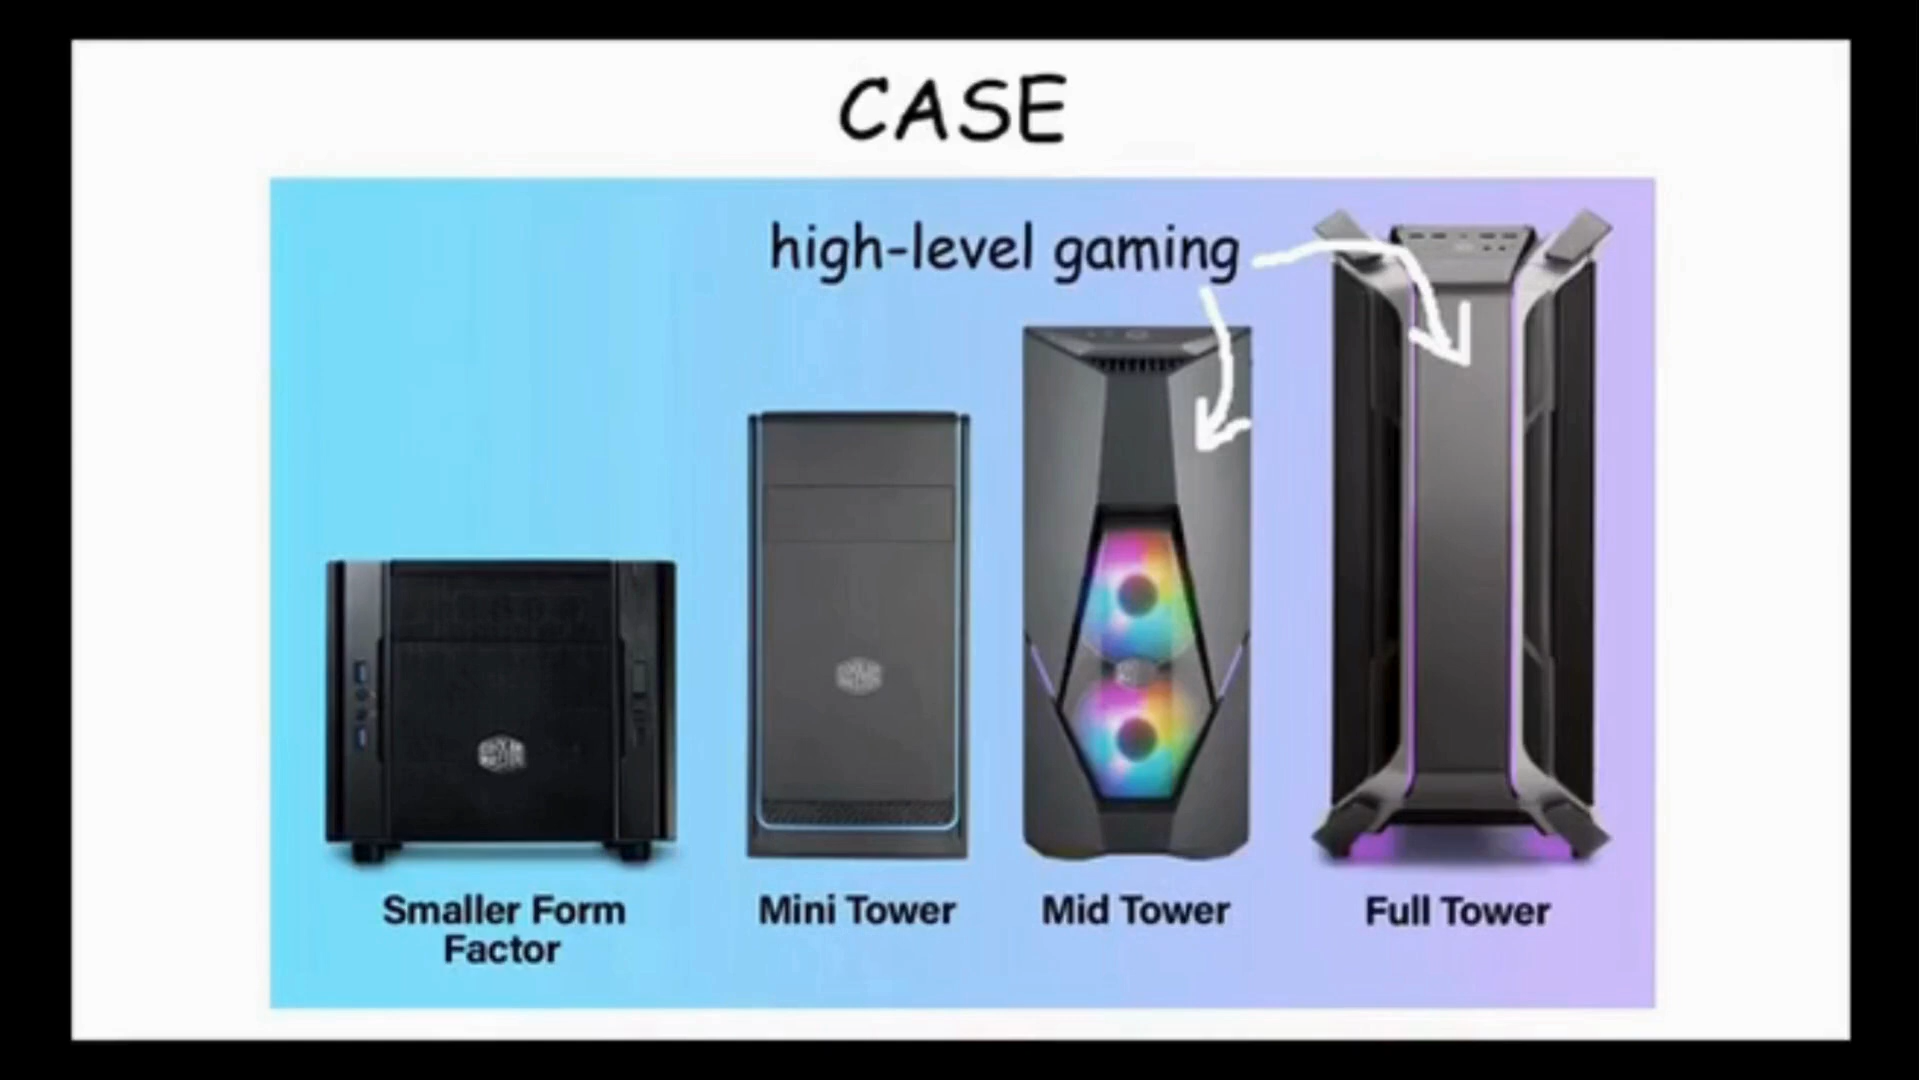 CASE
high-level gaming
Smaller Form
Factor
Mini Tower
Mid Tower
Full Tower